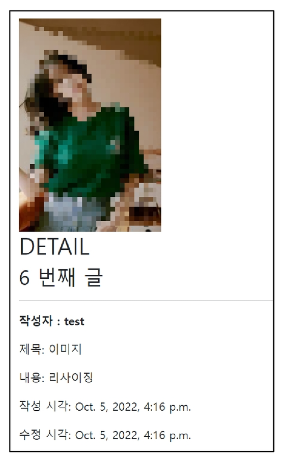 DETAIL
6 번째 글
작성자 : test
제목: 이미지
내용: 리사이징
작성 시각: Oct. 5, 2022, 4:16 p.m.
수정 시각: Oct. 5, 2022, 4:16 p.m.